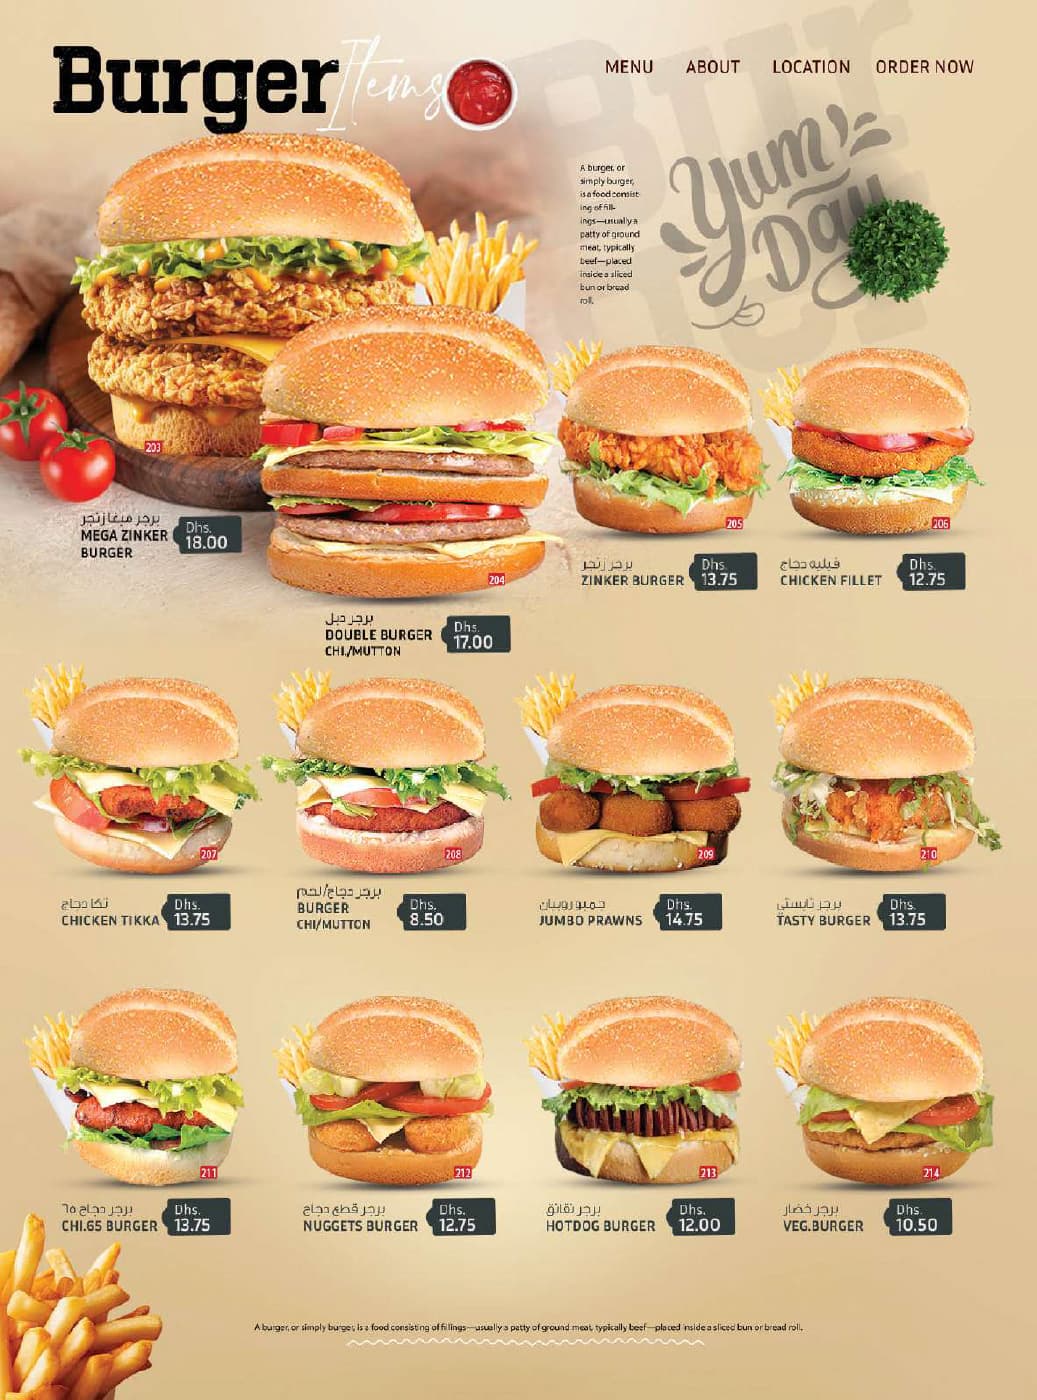 Burger Items
MENU ABOUT LOCATION ORDER NOW
A burger, or
simply burger,
is a food consist-
ing of fill-
ings—usually a
patty of ground
meat, typically
beef—placed
inside a sliced
bun or bread
roll.
Yum
Day
Bur
203
برجر ميغا زنجر
MEGA ZINKER
BURGER
Dhs.
18.00
204
برجر دبل
DOUBLE BURGER
CHI./MUTTON
Dhs.
17.00
205
برجر زنجر
ZINKER BURGER
Dhs.
13.75
206
فيليه دجاج
CHICKEN FILLET
Dhs.
12.75
207
تكا دجاج
CHICKEN TIKKA
Dhs.
13.75
208
برجر دجاج/لحم
BURGER
CHI/MUTTON
Dhs.
8.50
209
جمبو روبيان
JUMBO PRAWNS
Dhs.
14.75
210
برجر تايستي
TASTY BURGER
Dhs.
13.75
211
برجر دجاج ٦٥
CHI.65 BURGER
Dhs.
13.75
212
برجر قطع دجاج
NUGGETS BURGER
Dhs.
12.75
213
برجر نقانق
HOTDOG BURGER
Dhs.
12.00
214
برجر خضار
VEG.BURGER
Dhs.
10.50
A burger, or simply burger, is a food consisting of fillings—usually a patty of ground meat, typically beef—placed inside a sliced bun or bread roll.